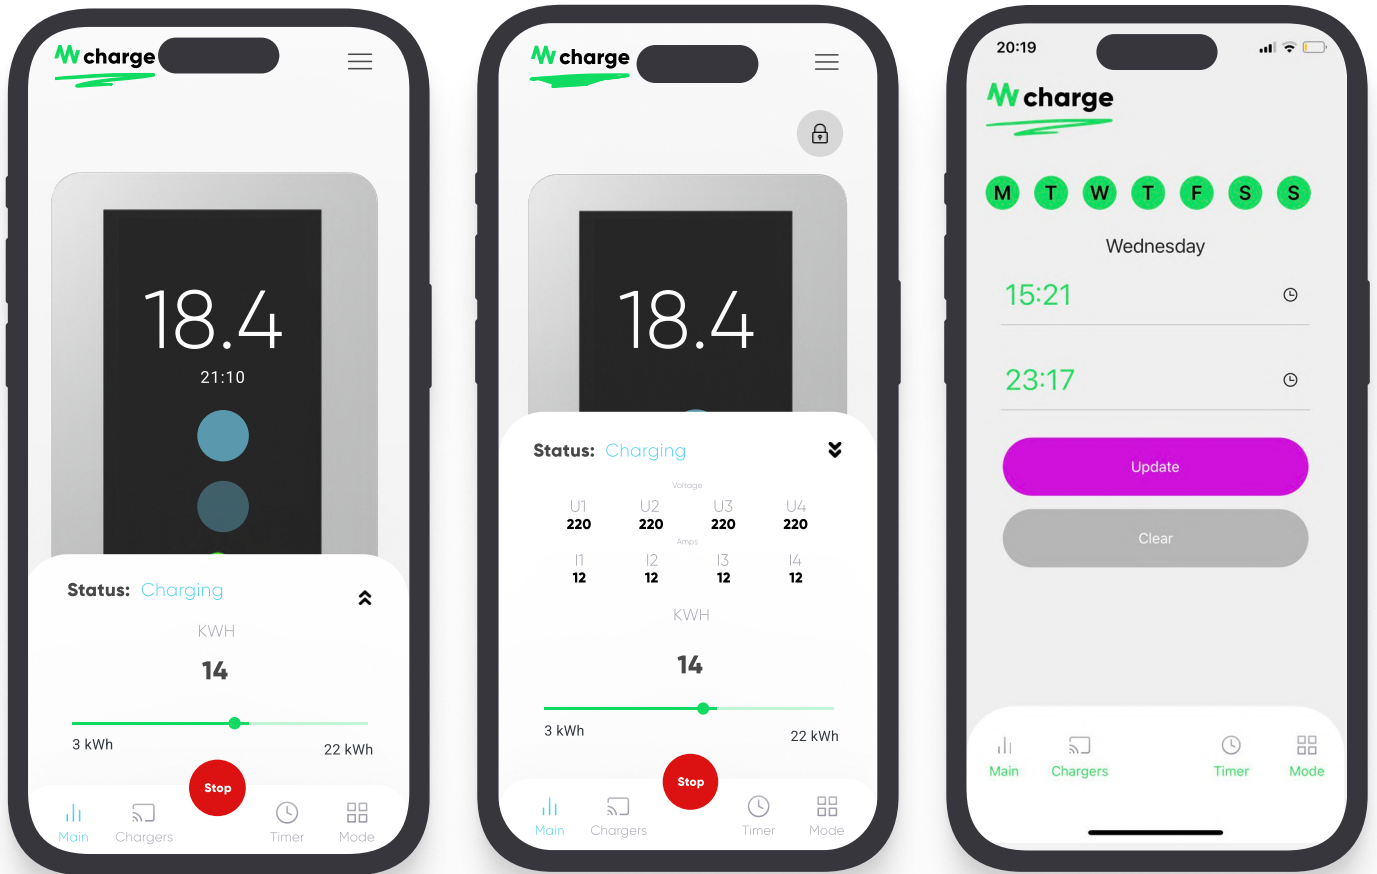 charge
18.4
21:10
Status: Charging
KWH
14
3 kWh
22 kWh
Stop
Main Chargers Timer Mode
charge
18.4
Status: Charging
Voltage
U1 U2 U3 U4
220 220 220 220
Amps
I1 I2 I3 I4
12 12 12 12
KWH
14
3 kWh
22 kWh
Stop
Main Chargers Timer Mode
20:19
charge
M T W T F S S
Wednesday
15:21
23:17
Update
Clear
Main Chargers Timer Mode